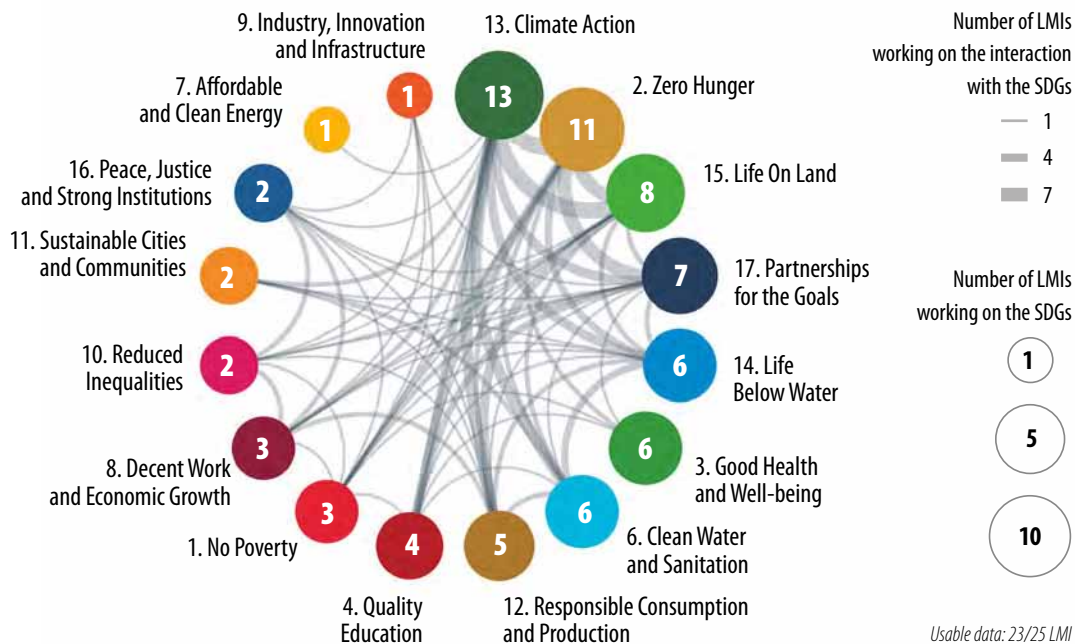 9. Industry, Innovation
and Infrastructure
1
13. Climate Action
13
2. Zero Hunger
11
15. Life On Land
8
17. Partnerships
for the Goals
7
14. Life
Below Water
6
3. Good Health
and Well-being
6
6. Clean Water
and Sanitation
6
12. Responsible Consumption
and Production
5
4. Quality
Education
4
1. No Poverty
3
8. Decent Work
and Economic Growth
3
10. Reduced
Inequalities
2
11. Sustainable Cities
and Communities
2
16. Peace, Justice
and Strong Institutions
2
7. Affordable
and Clean Energy
1
Number of LMIs
working on the interaction
with the SDGs
1
4
7
Number of LMIs
working on the SDGs
1
5
10
Usable data: 23/25 LMI